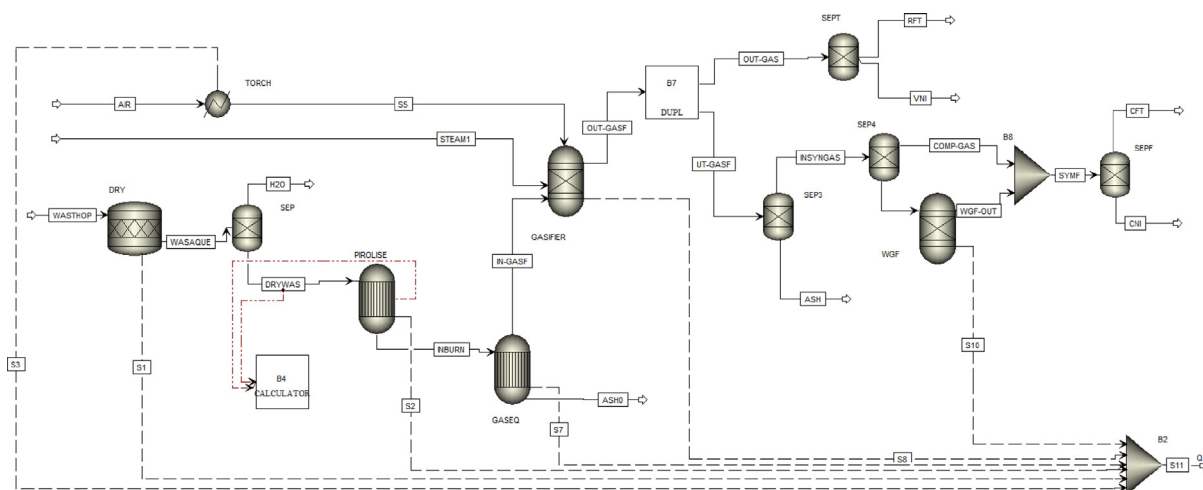 RFT
SEPT
OUT-GAS
TORCH
B7
DUPL
VNI
AIR
S5
CFT
OUT-GASF
SEP4
COMP-GAS
B8
STEAM1
SEPF
INSYNGAS
UT-GASF
SYMF
H2O
DRY
SEP
SEP3
WASTHOP
WGF-OUT
CNI
WASAQUE
GASIFIER
WGF
PIROLISE
IN-GASF
DRYWAS
ASH
INBURN
S10
S3
S1
B4
CALCULATOR
S2
ASH0
GASEQ
S7
B2
S8
S11
Q